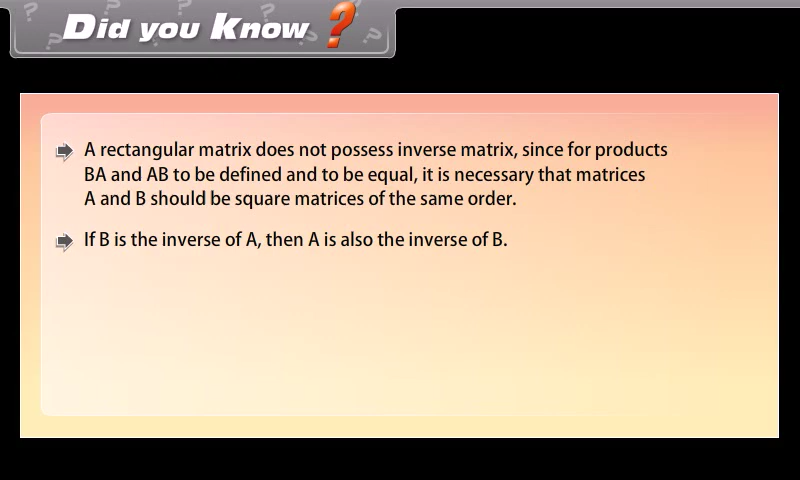 Did you Know ?
A rectangular matrix does not possess inverse matrix, since for products
BA and AB to be defined and to be equal, it is necessary that matrices
A and B should be square matrices of the same order.
If B is the inverse of A, then A is also the inverse of B.